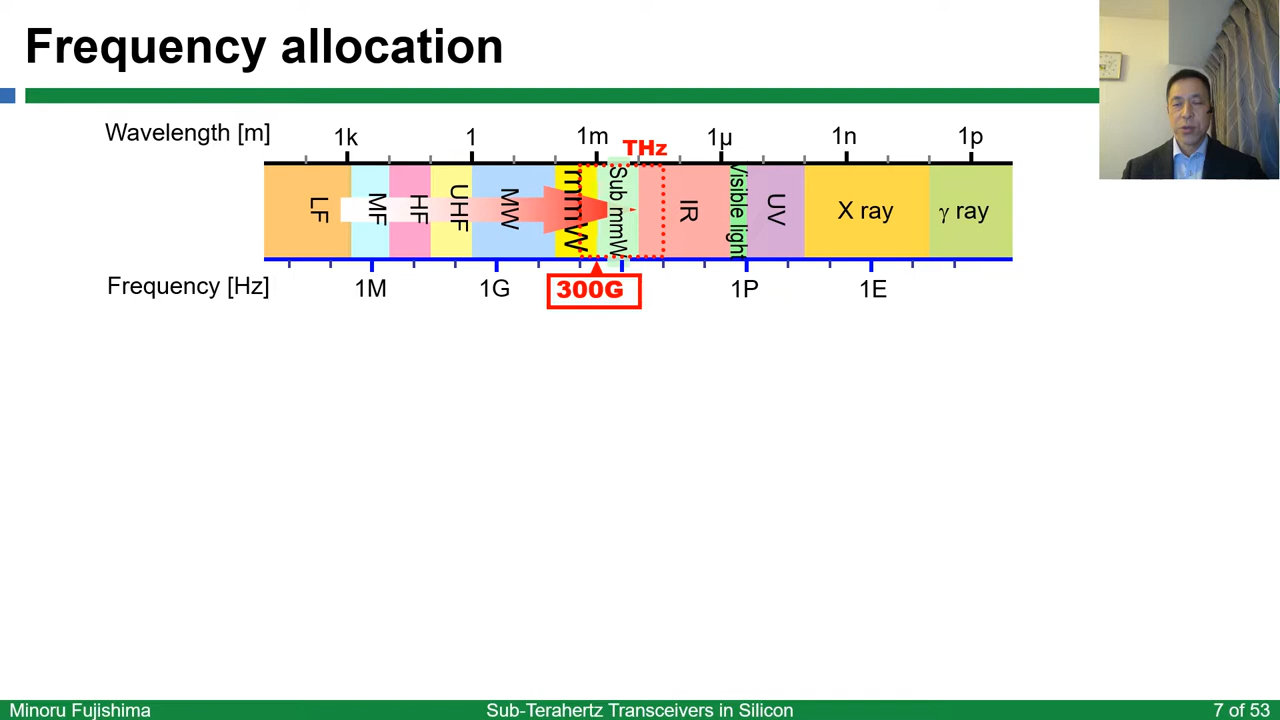 Frequency allocation
Wavelength [m]
1k
1
1m
1μ
1n
1p
THz
LF
MF
HF
UHF
MW
mmW
Sub mmW
IR
Visible light
UV
X ray
γ ray
Frequency [Hz]
1M
1G
300G
1P
1E
Minoru Fujishima
Sub-Terahertz Transceivers in Silicon
7 of 53